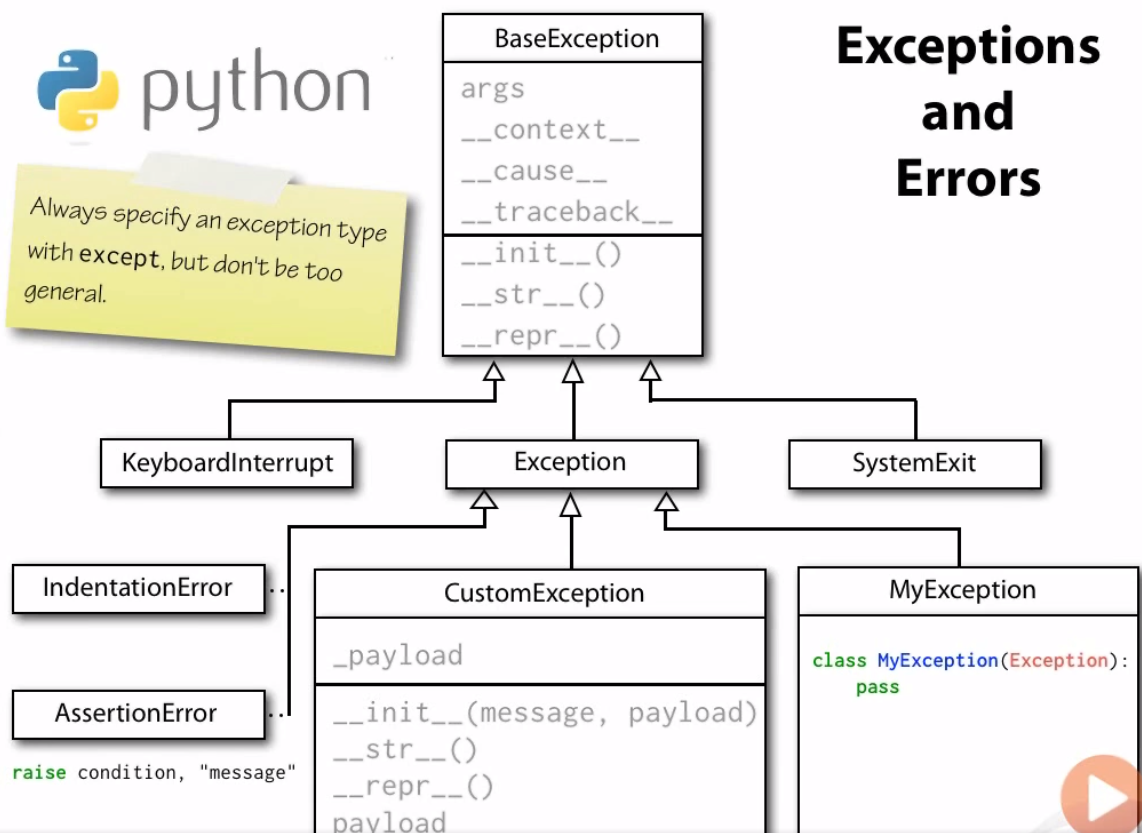 python
Exceptions
and
Errors
Always specify an exception type
with except, but don't be too
general.
BaseException
args
__context__
__cause__
__traceback__
__init__()
__str__()
__repr__()
KeyboardInterrupt
Exception
SystemExit
IndentationError
AssertionError
raise condition, "message"
CustomException
_payload
__init__(message, payload)
__str__()
__repr__()
payload
MyException
class MyException(Exception):
pass